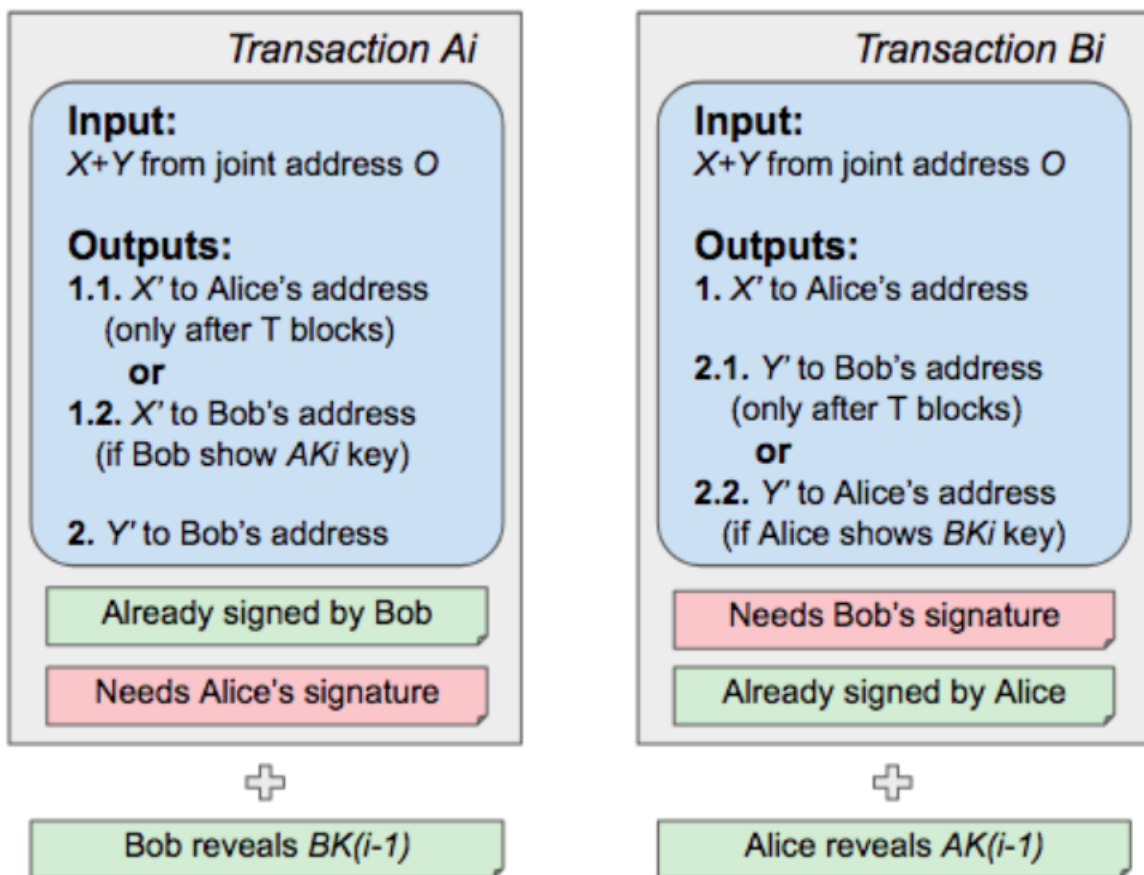 Transaction Ai
Input:
X+Y from joint address O
Outputs:
1.1. X' to Alice's address
(only after T blocks)
or
1.2. X' to Bob's address
(if Bob show AKi key)
2. Y' to Bob's address
Already signed by Bob
Needs Alice's signature
Bob reveals BK(i-1)
Transaction Bi
Input:
X+Y from joint address O
Outputs:
1. X' to Alice's address
2.1. Y' to Bob's address
(only after T blocks)
or
2.2. Y' to Alice's address
(if Alice shows BKi key)
Needs Bob's signature
Already signed by Alice
Alice reveals AK(i-1)